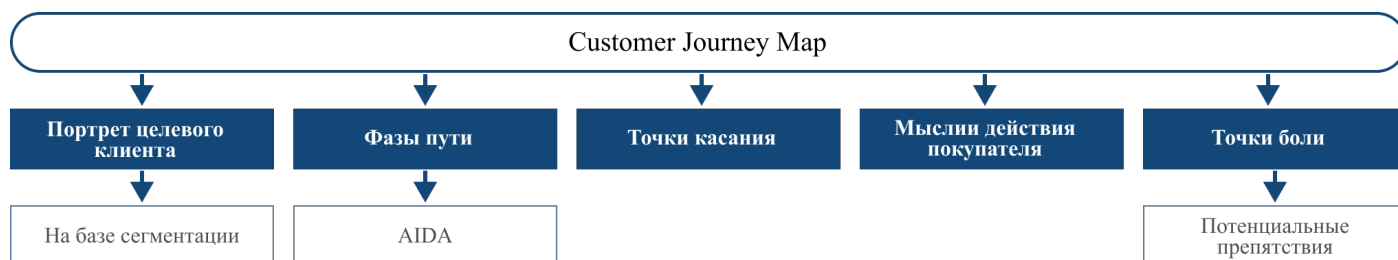 Customer Journey Map
Портрет целевого
клиента
Фазы пути
Точки касания
Мыслии действия
покупателя
Точки боли
На базе сегментации
AIDA
Потенциальные
препятствия